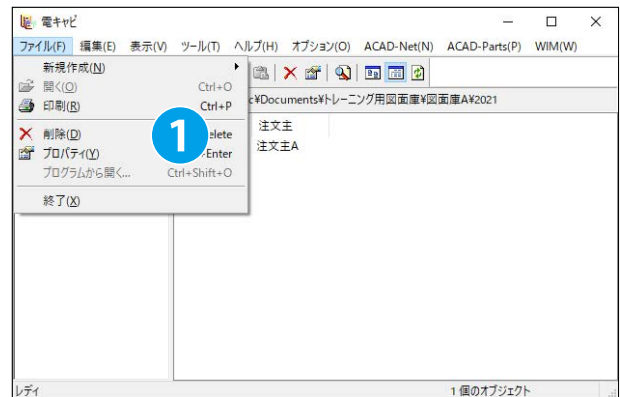 電キャビ
ファイル(F) 編集(E) 表示(V) ツール(T) ヘルプ(H) オプション(O) ACAD-Net(N) ACAD-Parts(P) WIM(W)
新規作成(N)
開く(O) Ctrl+O
印刷(R) Ctrl+P
c¥Documents¥トレーニング用図面庫¥図面庫A¥2021
削除(D) elete
注文主
プロパティ(Y) Enter
注文主A
プログラムから開く... Ctrl+Shift+O
終了(X)
1
レディ 1 個のオブジェクト